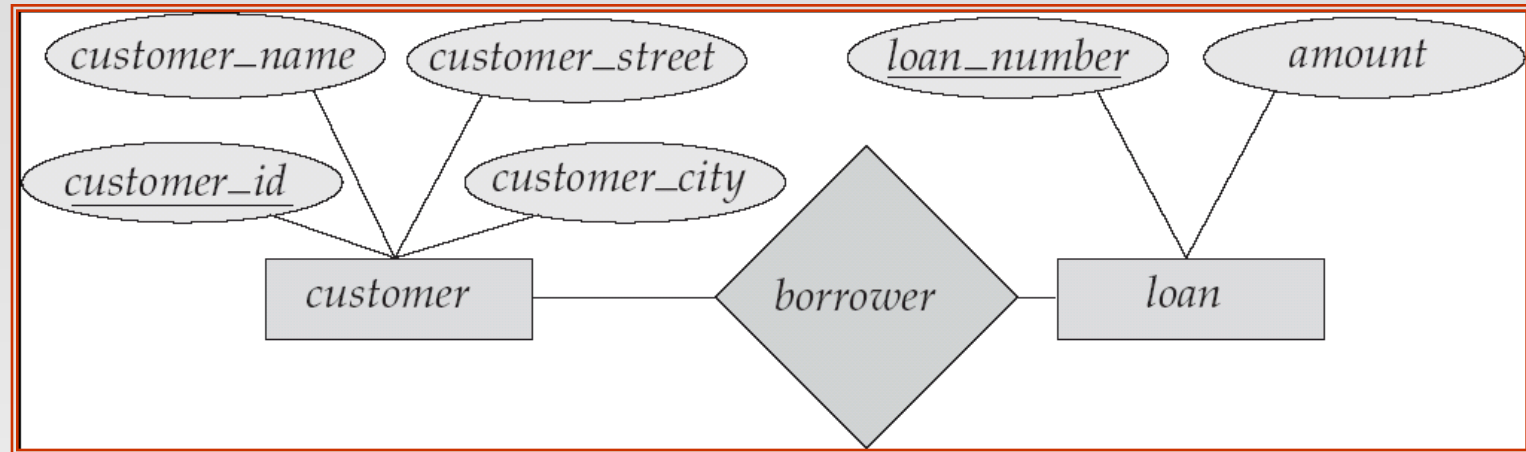 customer_name
customer_street
loan_number
amount
customer_id
customer_city
customer
borrower
loan